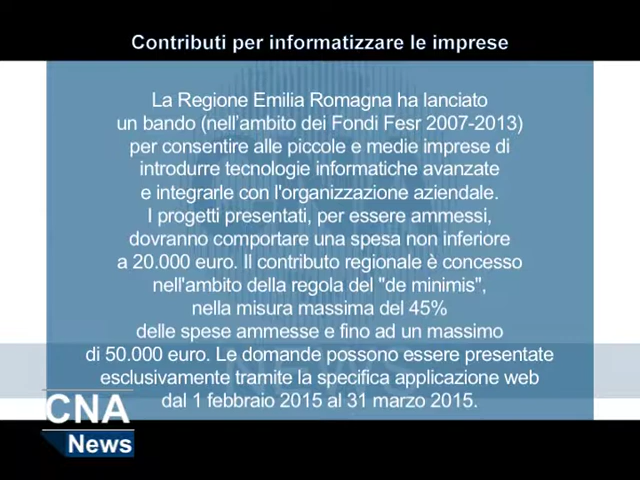 Contributi per informatizzare le imprese
La Regione Emilia Romagna ha lanciato
un bando (nell'ambito dei Fondi Fesr 2007-2013)
per consentire alle piccole e medie imprese di
introdurre tecnologie informatiche avanzate
e integrarle con l'organizzazione aziendale.
I progetti presentati, per essere ammessi,
dovranno comportare una spesa non inferiore
a 20.000 euro. Il contributo regionale è concesso
nell'ambito della regola del "de minimis",
nella misura massima del 45%
delle spese ammesse e fino ad un massimo
di 50.000 euro. Le domande possono essere presentate
esclusivamente tramite la specifica applicazione web
dal 1 febbraio 2015 al 31 marzo 2015.
CNA
News